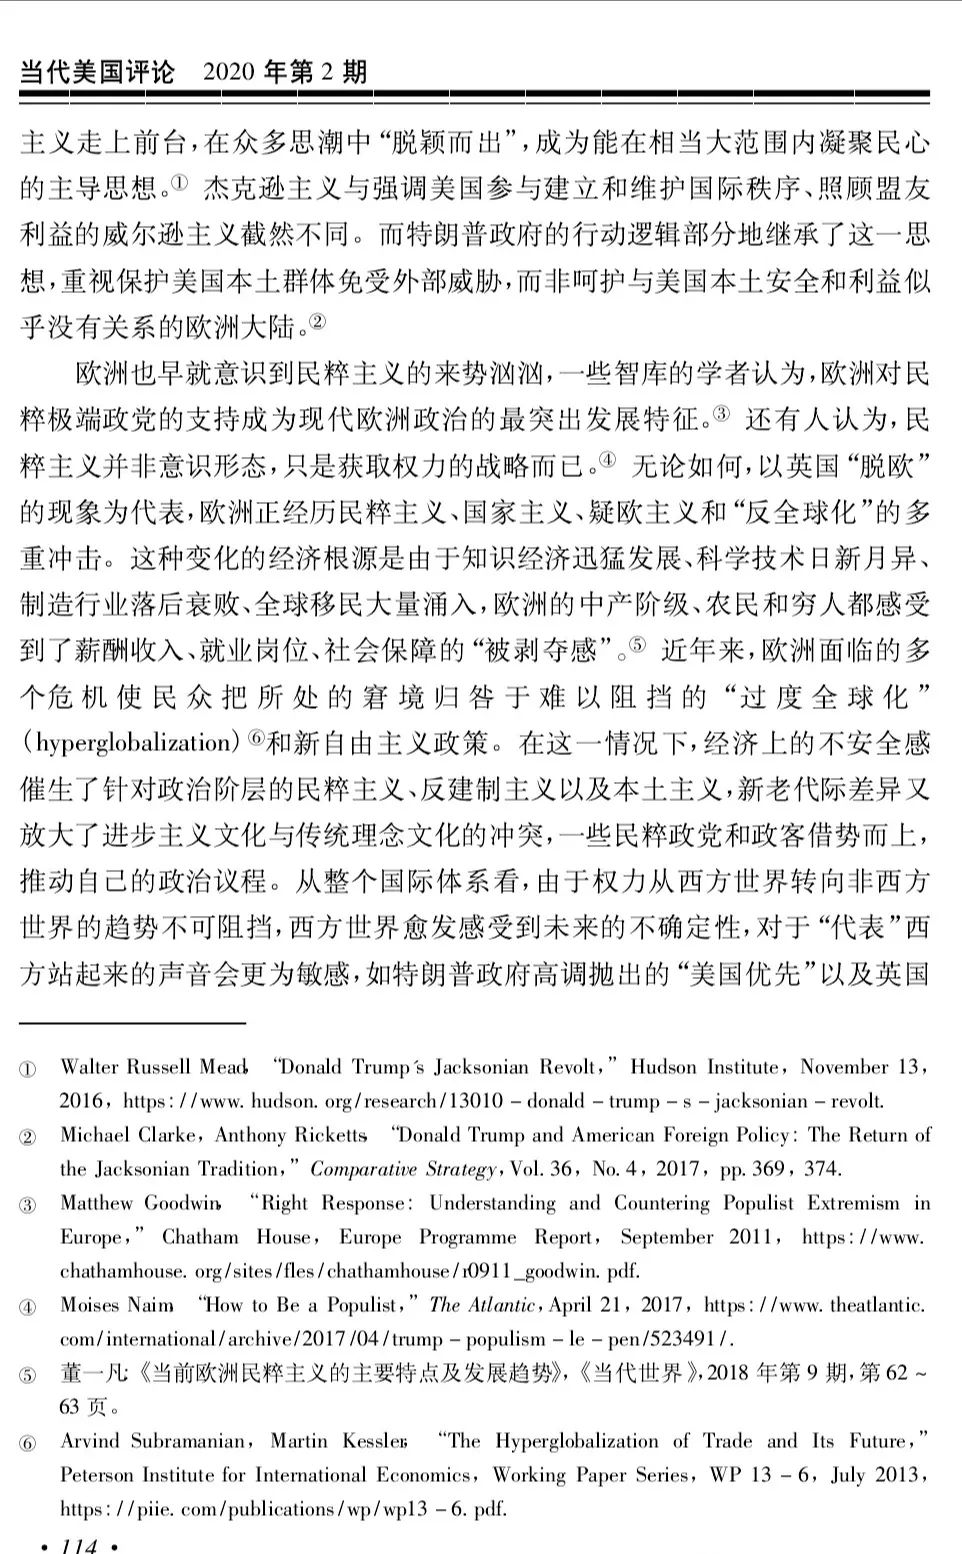 当代美国评论 2020 年第 2 期
主义走上前台,在众多思潮中“脱颖而出”,成为能在相当大范围内凝聚民心
的主导思想。① 杰克逊主义与强调美国参与建立和维护国际秩序、照顾盟友
利益的威尔逊主义截然不同。而特朗普政府的行动逻辑部分地继承了这一思
想,重视保护美国本土群体免受外部威胁,而非呵护与美国本土安全和利益似
乎没有关系的欧洲大陆。②
欧洲也早就意识到民粹主义的来势汹汹,一些智库的学者认为,欧洲对民
粹极端政党的支持成为现代欧洲政治的最突出发展特征。③ 还有人认为,民
粹主义并非意识形态,只是获取权力的战略而已。④ 无论如何,以英国“脱欧”
的现象为代表,欧洲正经历民粹主义、国家主义、疑欧主义和“反全球化”的多
重冲击。这种变化的经济根源是由于知识经济迅猛发展、科学技术日新月异、
制造行业落后衰败、全球移民大量涌入,欧洲的中产阶级、农民和穷人都感受
到了薪酬收入、就业岗位、社会保障的“被剥夺感”。⑤ 近年来,欧洲面临的多
个危机使民众把所处的窘境归咎于难以阻挡的“过度全球化”
(hyperglobalization)⑥和新自由主义政策。在这一情况下,经济上的不安全感
催生了针对政治阶层的民粹主义、反建制主义以及本土主义,新老代际差异又
放大了进步主义文化与传统理念文化的冲突,一些民粹政党和政客借势而上,
推动自己的政治议程。从整个国际体系看,由于权力从西方世界转向非西方
世界的趋势不可阻挡,西方世界愈发感受到未来的不确定性,对于“代表”西
方站起来的声音会更为敏感,如特朗普政府高调抛出的“美国优先”以及英国
① Walter Russell Mead, “Donald Trump's Jacksonian Revolt,” Hudson Institute, November 13,
2016, https://www.hudson.org/research/13010-donald-trump-s-jacksonian-revolt.
② Michael Clarke, Anthony Ricketts, “Donald Trump and American Foreign Policy: The Return of
the Jacksonian Tradition,” Comparative Strategy, Vol. 36, No. 4, 2017, pp. 369, 374.
③ Matthew Goodwin, “Right Response: Understanding and Countering Populist Extremism in
Europe,” Chatham House, Europe Programme Report, September 2011, https://www.
chathamhouse.org/sites/files/chathamhouse/r0911_goodwin.pdf.
④ Moises Naim, “How to Be a Populist,” The Atlantic, April 21, 2017, https://www.theatlantic.
com/international/archive/2017/04/trump-populism-le-pen/523491/.
⑤ 董一凡:《当前欧洲民粹主义的主要特点及发展趋势》,《当代世界》,2018 年第 9 期,第 62~
63 页。
⑥ Arvind Subramanian, Martin Kessler, “The Hyperglobalization of Trade and Its Future,”
Peterson Institute for International Economics, Working Paper Series, WP 13-6, July 2013,
https://piie.com/publications/wp/wp13-6.pdf.
· 114 ·